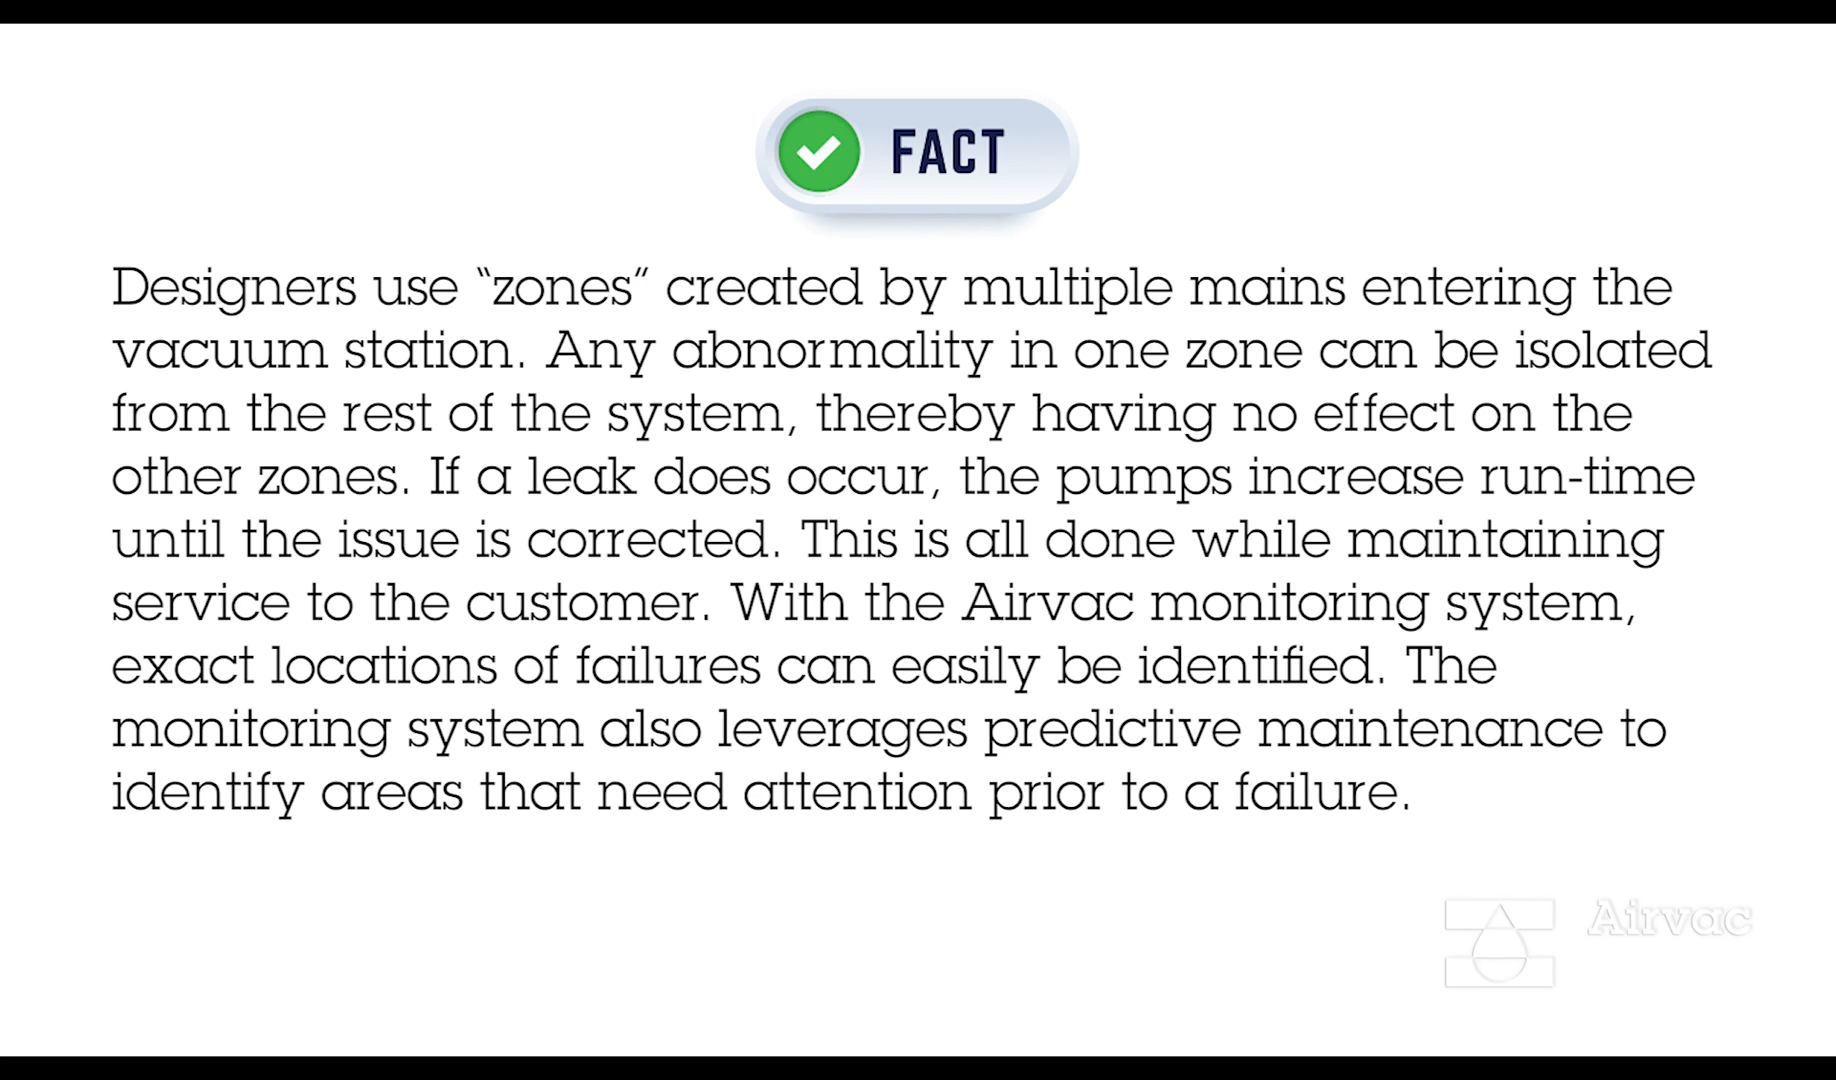 FACT
Designers use “zones” created by multiple mains entering the
vacuum station. Any abnormality in one zone can be isolated
from the rest of the system, thereby having no effect on the
other zones. If a leak does occur, the pumps increase run-time
until the issue is corrected. This is all done while maintaining
service to the customer. With the Airvac monitoring system,
exact locations of failures can easily be identified. The
monitoring system also leverages predictive maintenance to
identify areas that need attention prior to a failure.
Airvac